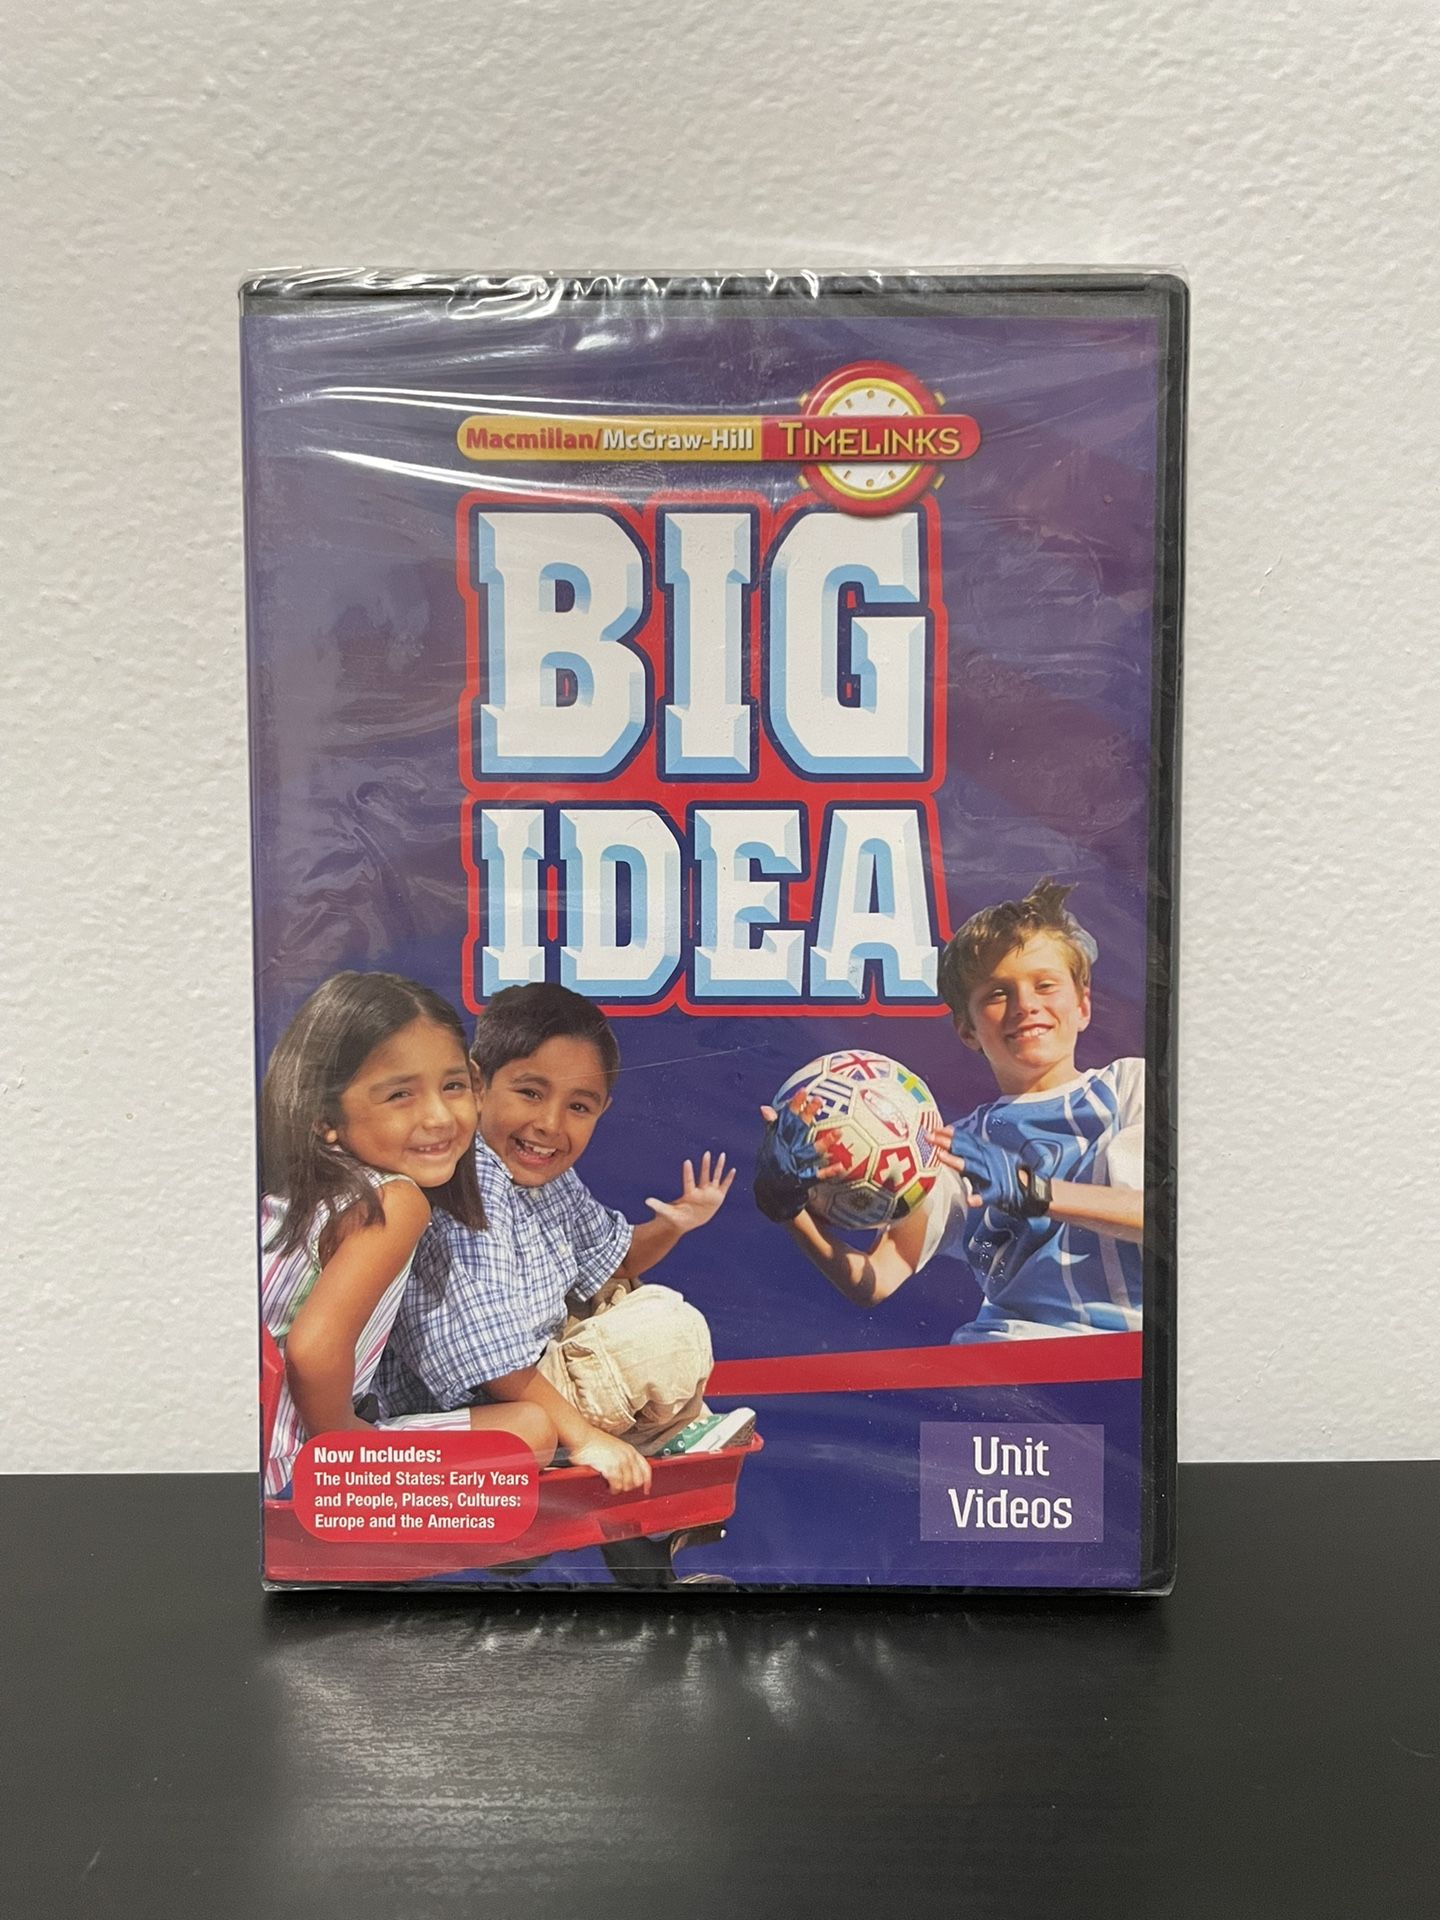 Macmillan/McGraw-Hill TIMELINKS
BIG
IDEA
Now Includes:
The United States: Early Years
and People, Places, Cultures:
Europe and the Americas
Unit
Videos